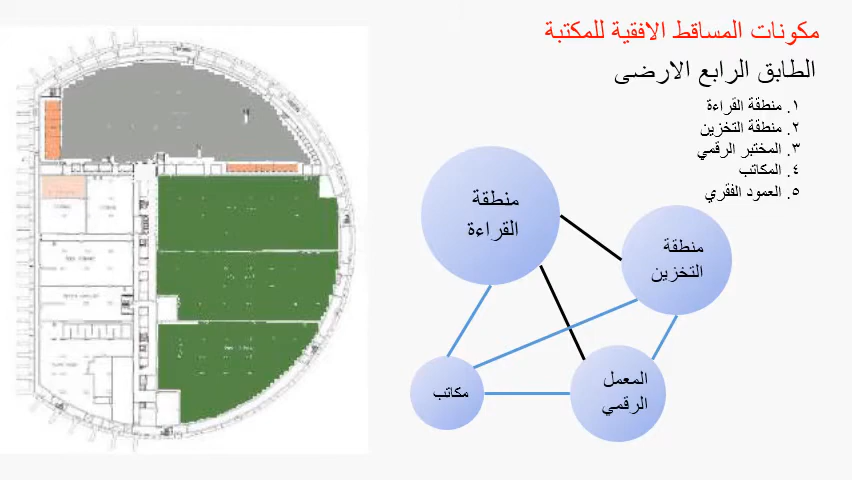 مكونات المساقط الافقية للمكتبة
الطابق الرابع الارضى
١. منطقة القراءة
٢. منطقة التخزين
٣. المختبر الرقمي
٤. المكاتب
٥. العمود الفقري
منطقة
القراءة
منطقة
التخزين
مكاتب
المعمل
الرقمي